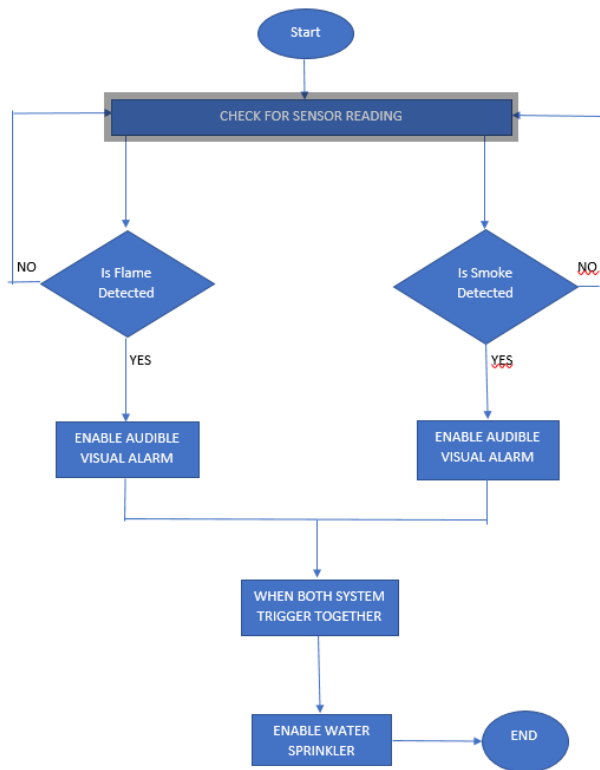 Start
CHECK FOR SENSOR READING
Is Flame
Detected
NO
YES
Is Smoke
Detected
NO
YES
ENABLE AUDIBLE
VISUAL ALARM
ENABLE AUDIBLE
VISUAL ALARM
WHEN BOTH SYSTEM
TRIGGER TOGETHER
ENABLE WATER
SPRINKLER
END